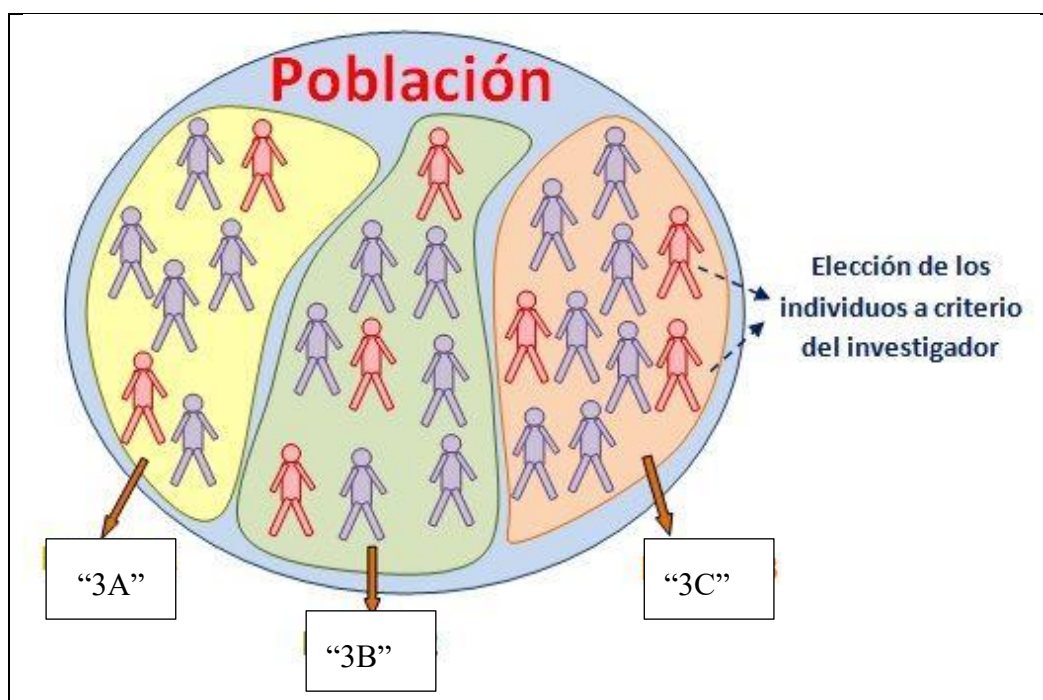 Población
Elección de los
individuos a criterio
del investigador
“3A”
“3B”
“3C”